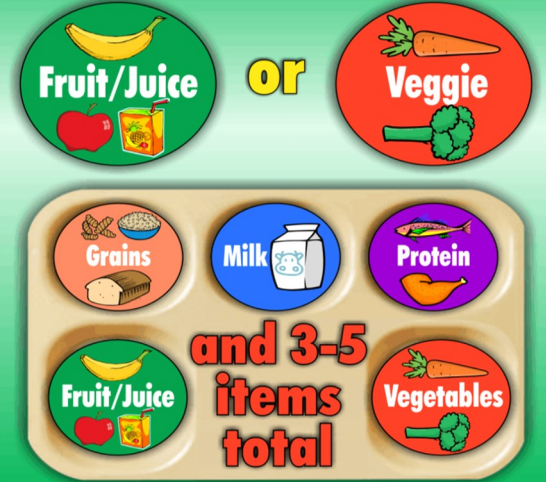 Fruit/Juice
or
Veggie
Grains
Milk
Protein
and 3-5
items
total
Fruit/Juice
Vegetables